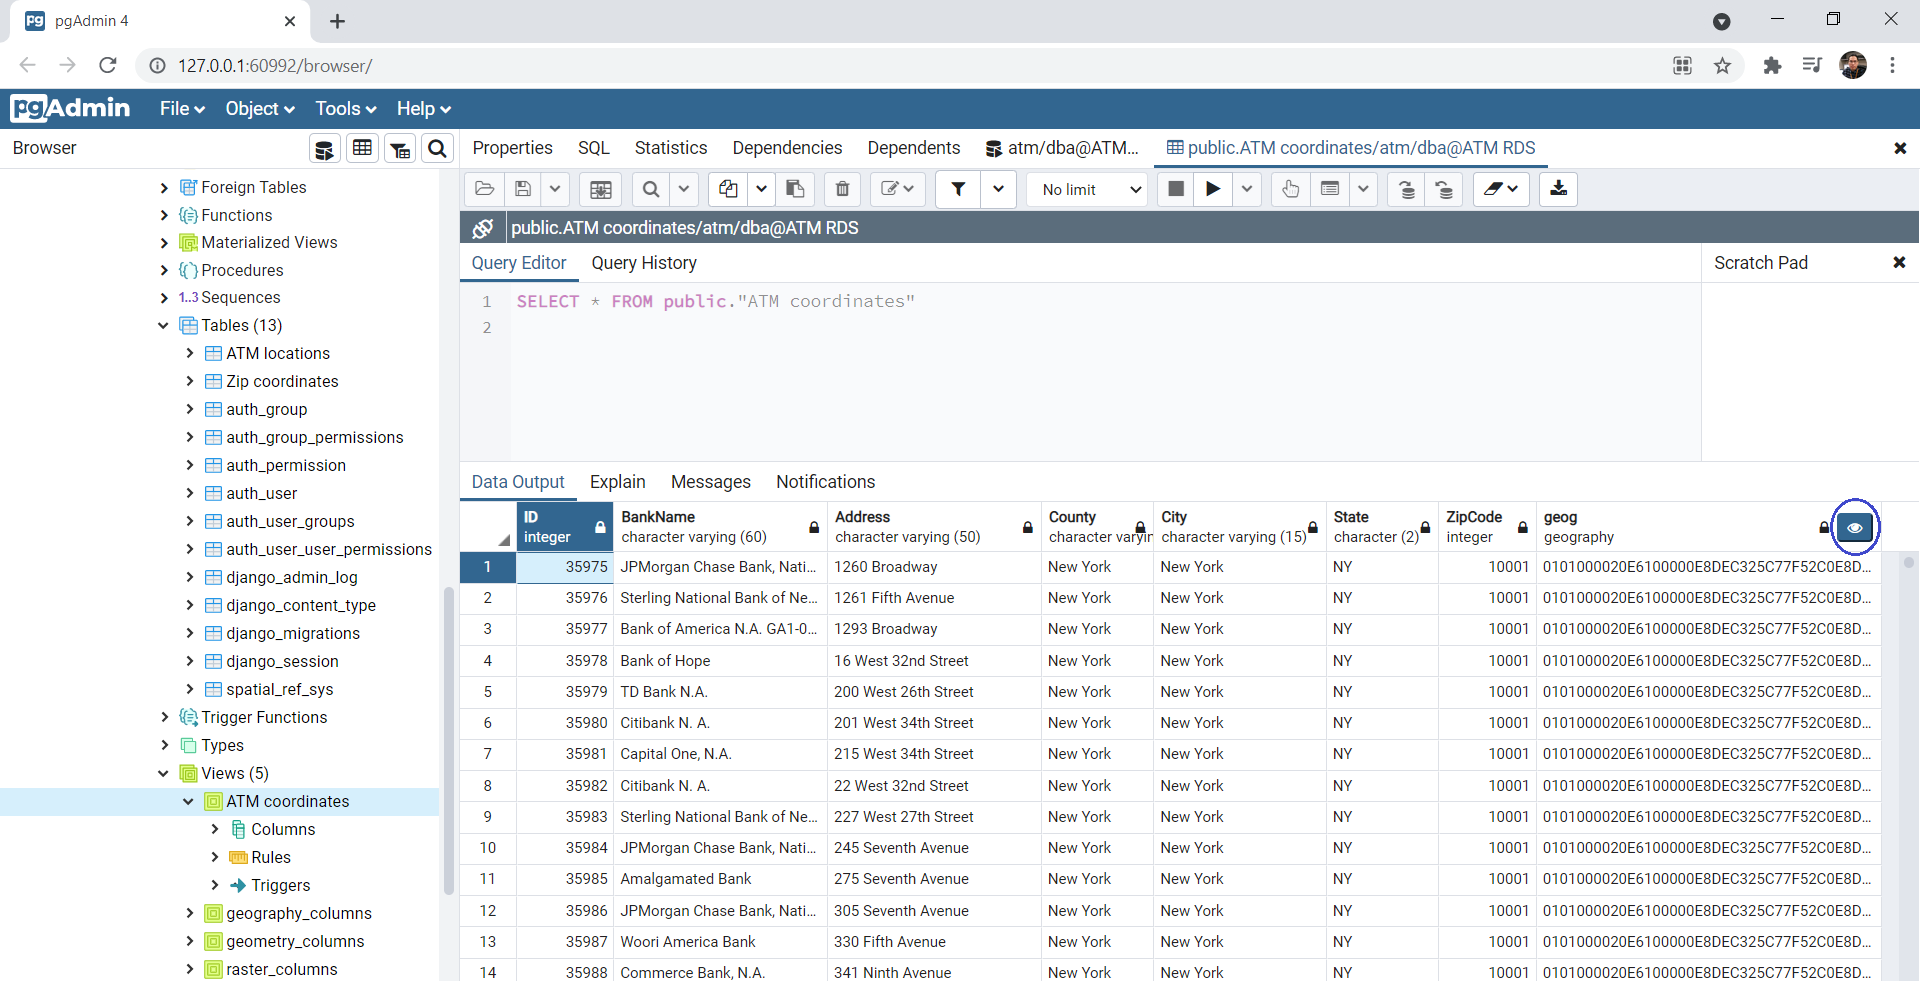 pg pgAdmin 4
127.0.0.1:60992/browser/
pgAdmin File Object Tools Help
Browser
Properties SQL Statistics Dependencies Dependents atm/dba@ATM... public.ATM coordinates/atm/dba@ATM RDS
No limit
public.ATM coordinates/atm/dba@ATM RDS
Query Editor Query History
Scratch Pad
1 SELECT * FROM public."ATM coordinates"
2
Foreign Tables
Functions
Materialized Views
Procedures
1..3 Sequences
Tables (13)
ATM locations
Zip coordinates
auth_group
auth_group_permissions
auth_permission
auth_user
auth_user_groups
auth_user_user_permissions
django_admin_log
django_content_type
django_migrations
django_session
spatial_ref_sys
Trigger Functions
Types
Views (5)
ATM coordinates
Columns
Rules
Triggers
geography_columns
geometry_columns
raster_columns
Data Output Explain Messages Notifications
ID BankName Address County City State ZipCode geog
integer character varying (60) character varying (50) character varyin character varying (15) character (2) integer geography
1 35975 JPMorgan Chase Bank, Nati... 1260 Broadway New York New York NY 10001 0101000020E6100000E8DEC325C77F52C0E8D...
2 35976 Sterling National Bank of Ne... 1261 Fifth Avenue New York New York NY 10001 0101000020E6100000E8DEC325C77F52C0E8D...
3 35977 Bank of America N.A. GA1-0... 1293 Broadway New York New York NY 10001 0101000020E6100000E8DEC325C77F52C0E8D...
4 35978 Bank of Hope 16 West 32nd Street New York New York NY 10001 0101000020E6100000E8DEC325C77F52C0E8D...
5 35979 TD Bank N.A. 200 West 26th Street New York New York NY 10001 0101000020E6100000E8DEC325C77F52C0E8D...
6 35980 Citibank N. A. 201 West 34th Street New York New York NY 10001 0101000020E6100000E8DEC325C77F52C0E8D...
7 35981 Capital One, N.A. 215 West 34th Street New York New York NY 10001 0101000020E6100000E8DEC325C77F52C0E8D...
8 35982 Citibank N. A. 22 West 32nd Street New York New York NY 10001 0101000020E6100000E8DEC325C77F52C0E8D...
9 35983 Sterling National Bank of Ne... 227 West 27th Street New York New York NY 10001 0101000020E6100000E8DEC325C77F52C0E8D...
10 35984 JPMorgan Chase Bank, Nati... 245 Seventh Avenue New York New York NY 10001 0101000020E6100000E8DEC325C77F52C0E8D...
11 35985 Amalgamated Bank 275 Seventh Avenue New York New York NY 10001 0101000020E6100000E8DEC325C77F52C0E8D...
12 35986 JPMorgan Chase Bank, Nati... 305 Seventh Avenue New York New York NY 10001 0101000020E6100000E8DEC325C77F52C0E8D...
13 35987 Woori America Bank 330 Fifth Avenue New York New York NY 10001 0101000020E6100000E8DEC325C77F52C0E8D...
14 35988 Commerce Bank, N.A. 341 Ninth Avenue New York New York NY 10001 0101000020E6100000E8DEC325C77F52C0E8D...